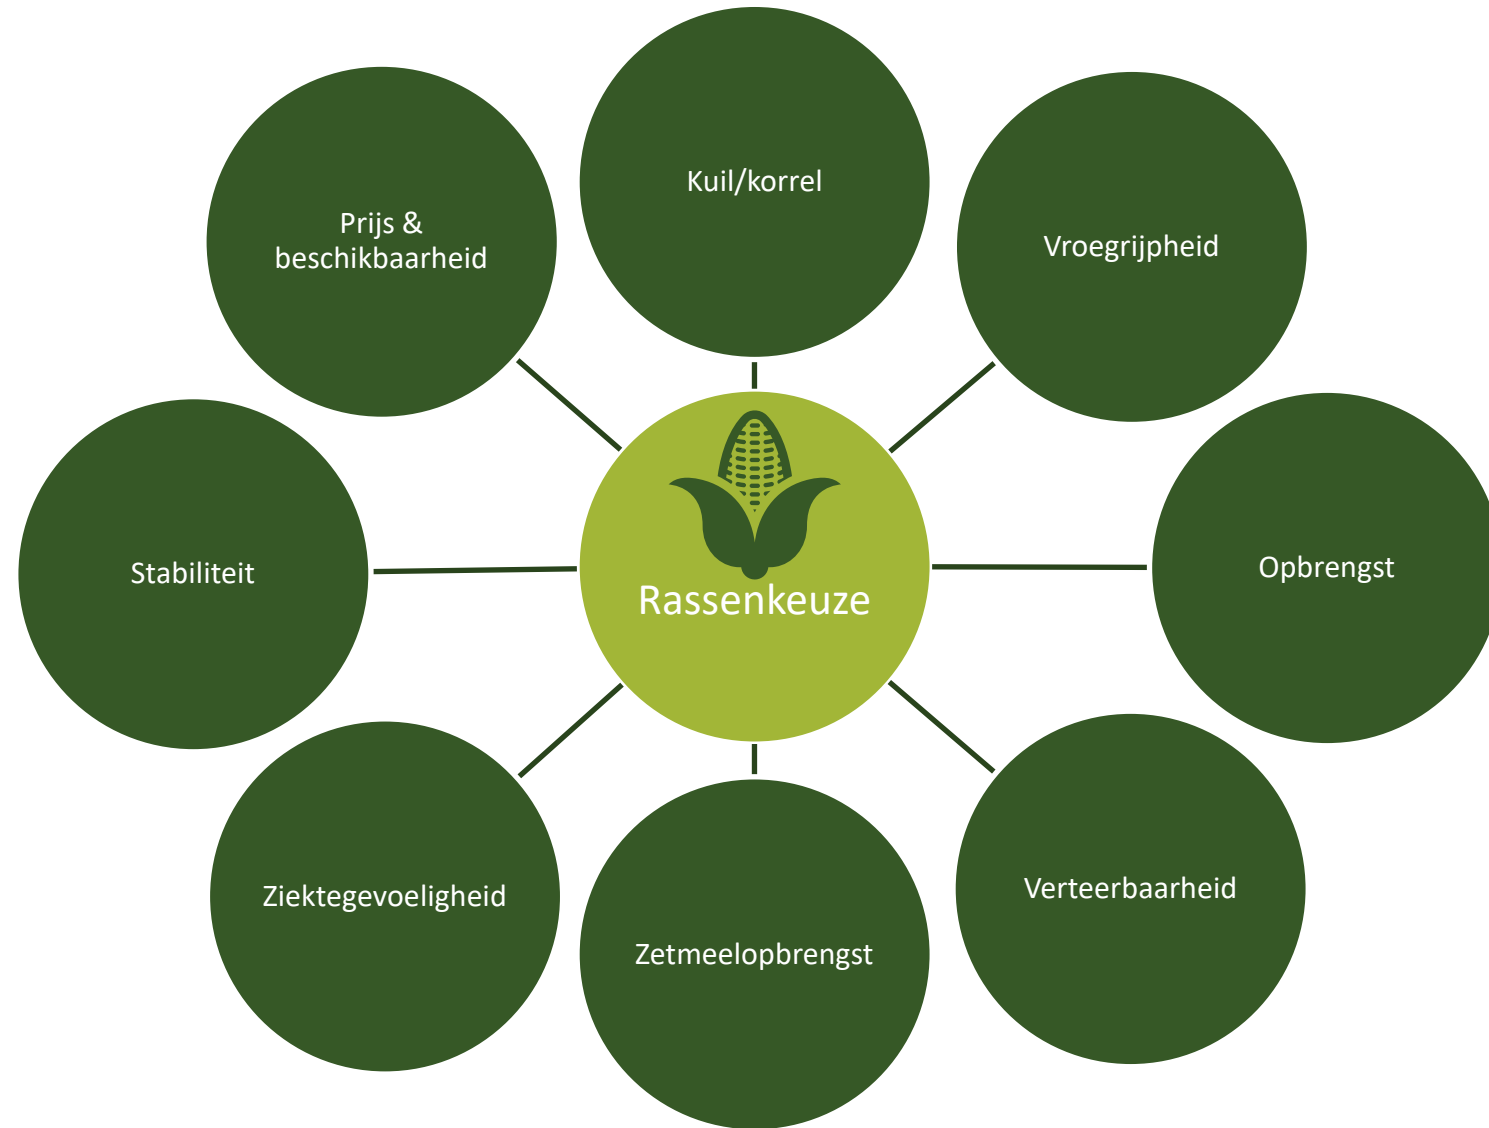 Kuil/korrel
Prijs &
beschikbaarheid
Vroegrijpheid
Stabiliteit
Rassenkeuze
Opbrengst
Ziektegevoeligheid
Zetmeelopbrengst
Verteerbaarheid